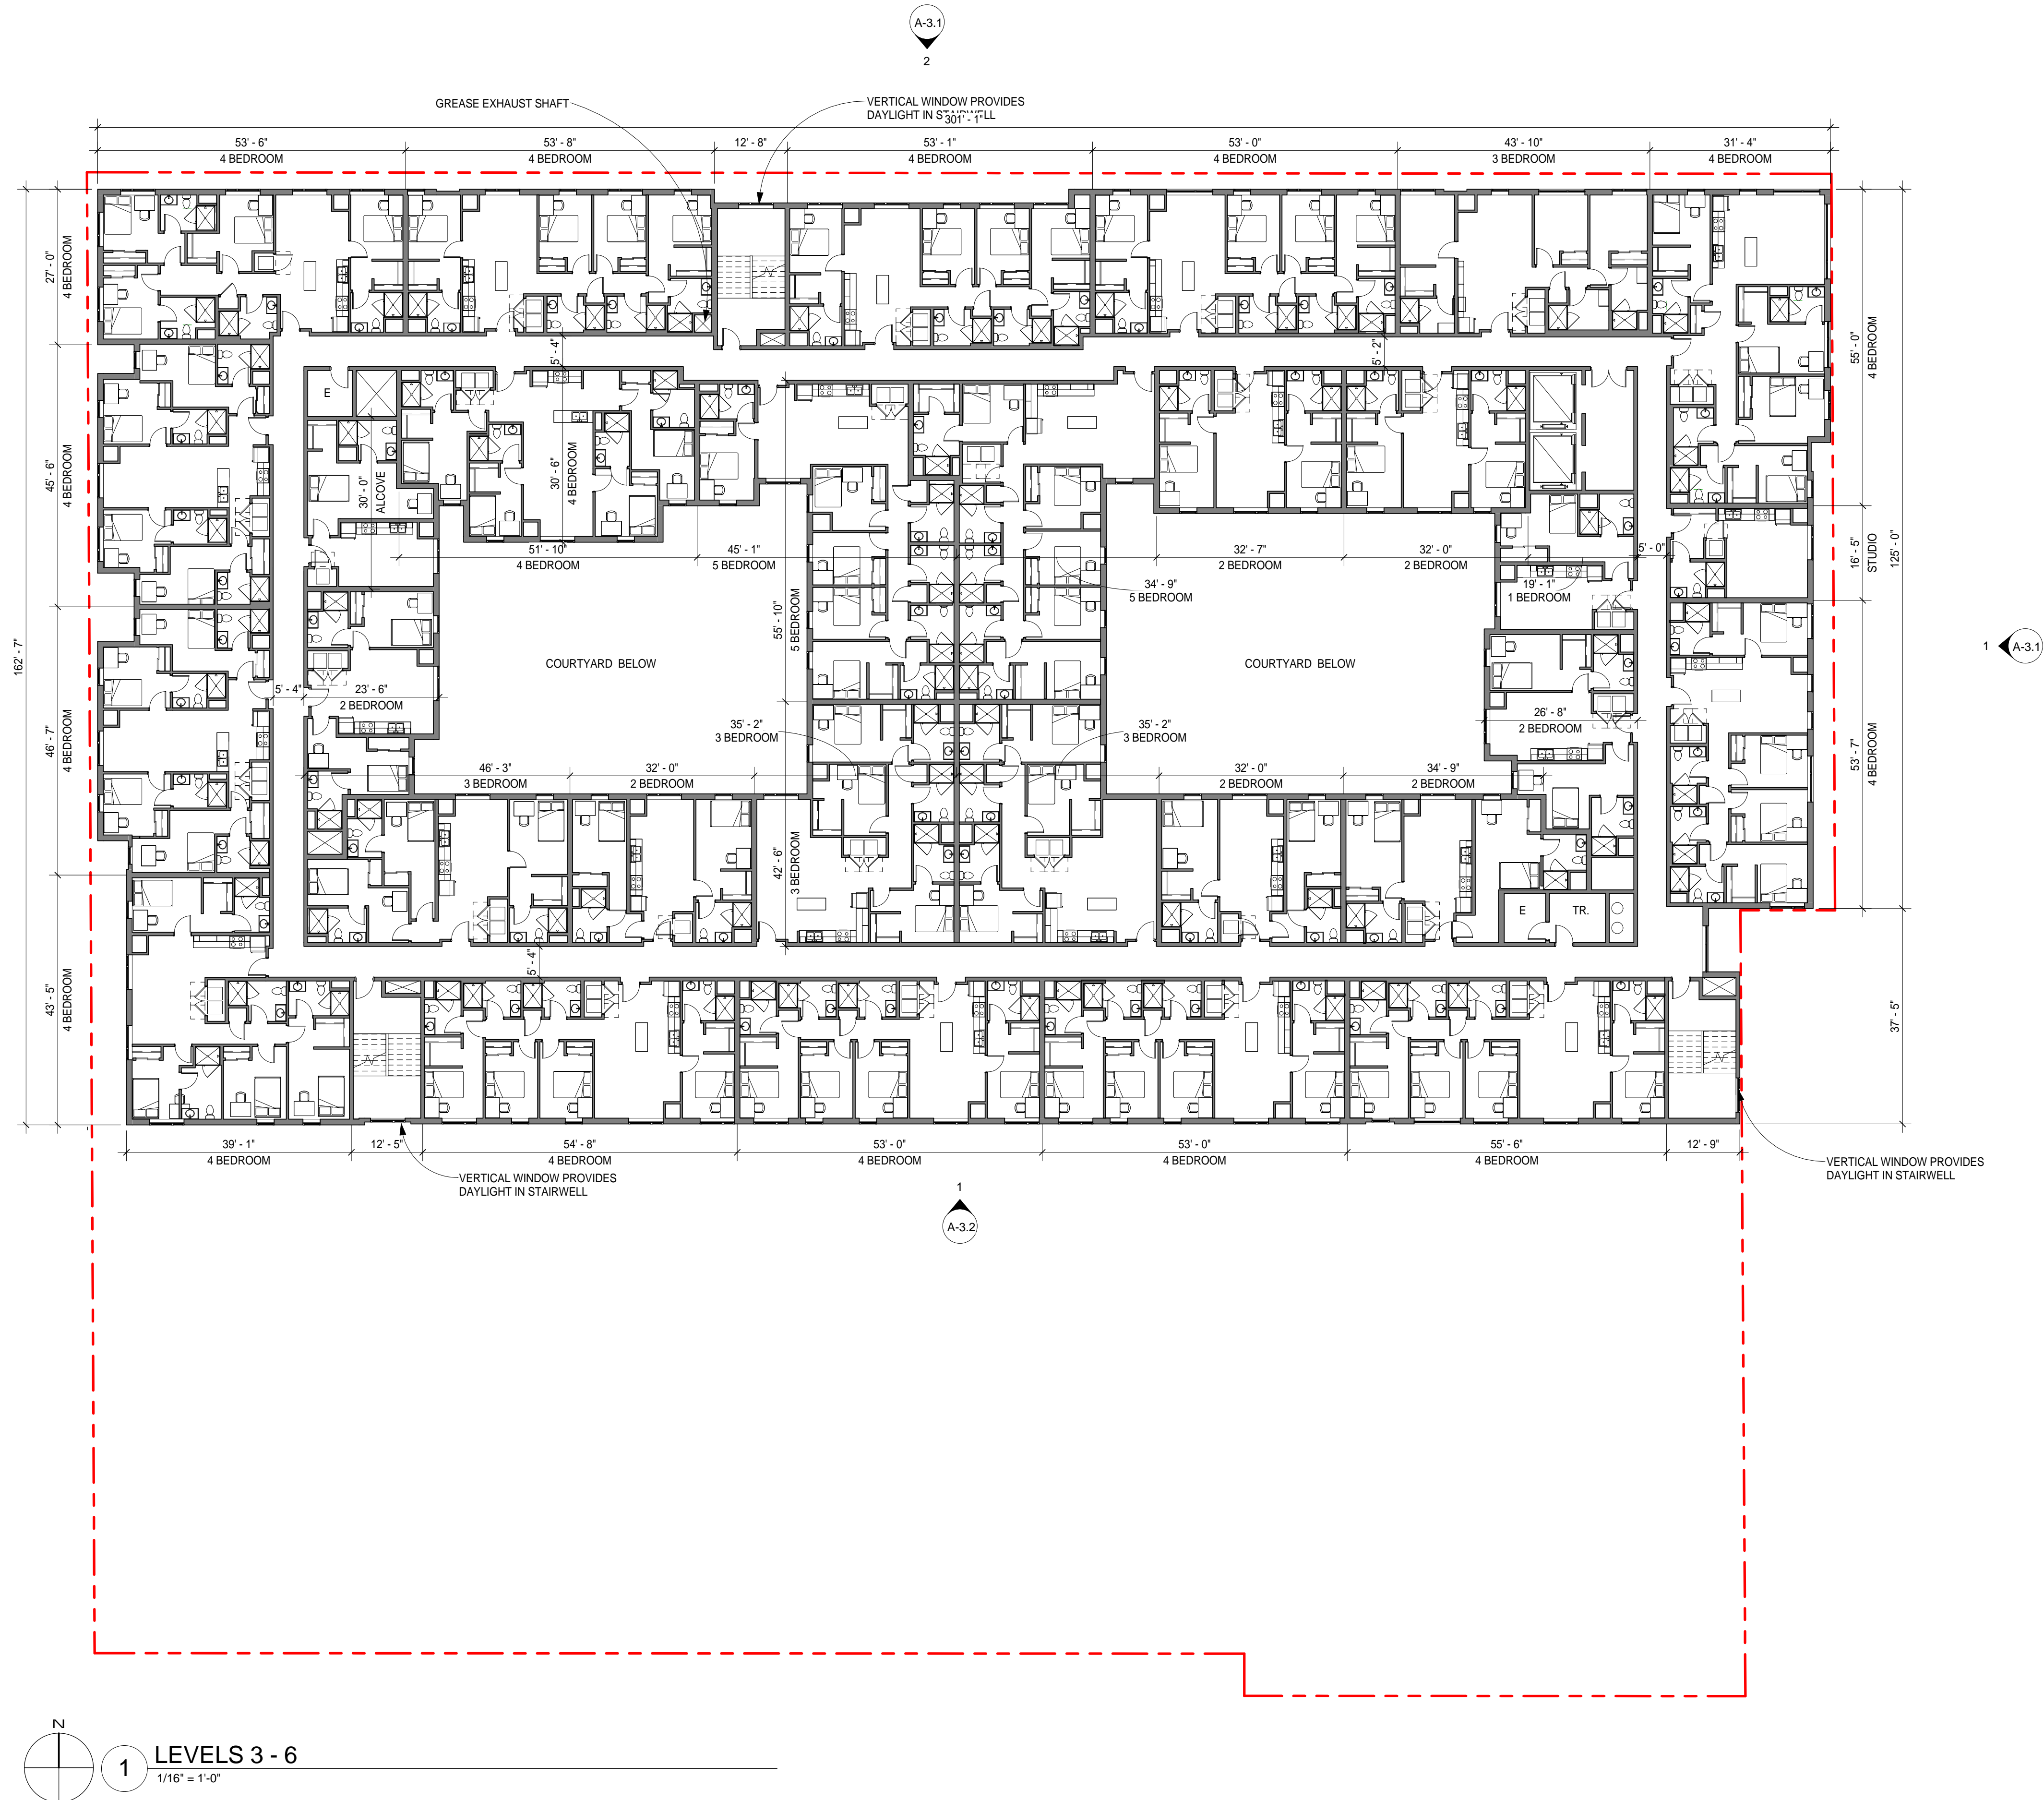 A-3.1
2
GREASE EXHAUST SHAFT
VERTICAL WINDOW PROVIDES
DAYLIGHT IN STAIRWELL
301' - 1"
53' - 6"
4 BEDROOM
53' - 8"
4 BEDROOM
12' - 8"
53' - 1"
4 BEDROOM
53' - 0"
4 BEDROOM
43' - 10"
3 BEDROOM
31' - 4"
4 BEDROOM
162' - 7"
27' - 0"
4 BEDROOM
45' - 6"
4 BEDROOM
46' - 7"
4 BEDROOM
43' - 5"
4 BEDROOM
5' - 4"
5' - 2"
E
30' - 0"
ALCOVE
30' - 6"
4 BEDROOM
51' - 10"
4 BEDROOM
45' - 1"
5 BEDROOM
32' - 7"
2 BEDROOM
32' - 0"
2 BEDROOM
5' - 0"
34' - 9"
5 BEDROOM
19' - 1"
1 BEDROOM
55' - 10"
5 BEDROOM
COURTYARD BELOW
COURTYARD BELOW
5' - 4"
23' - 6"
2 BEDROOM
35' - 2"
3 BEDROOM
35' - 2"
3 BEDROOM
26' - 8"
2 BEDROOM
46' - 3"
3 BEDROOM
32' - 0"
2 BEDROOM
32' - 0"
2 BEDROOM
34' - 9"
2 BEDROOM
42' - 6"
3 BEDROOM
E
TR.
5' - 4"
55' - 0"
4 BEDROOM
16' - 5"
STUDIO
125' - 0"
53' - 7"
4 BEDROOM
37' - 5"
1
A-3.1
39' - 1"
4 BEDROOM
12' - 5"
54' - 8"
4 BEDROOM
53' - 0"
4 BEDROOM
53' - 0"
4 BEDROOM
55' - 6"
4 BEDROOM
12' - 9"
VERTICAL WINDOW PROVIDES
DAYLIGHT IN STAIRWELL
VERTICAL WINDOW PROVIDES
DAYLIGHT IN STAIRWELL
1
A-3.2
N
1
LEVELS 3 - 6
1/16" = 1'-0"